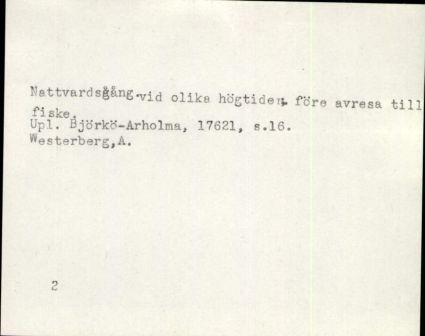 Nattvardsgång.vid olika högtider, före avresa till
fiske.
Upl. Björkö-Arholma, 17621, s.16.
Westerberg,A.
2